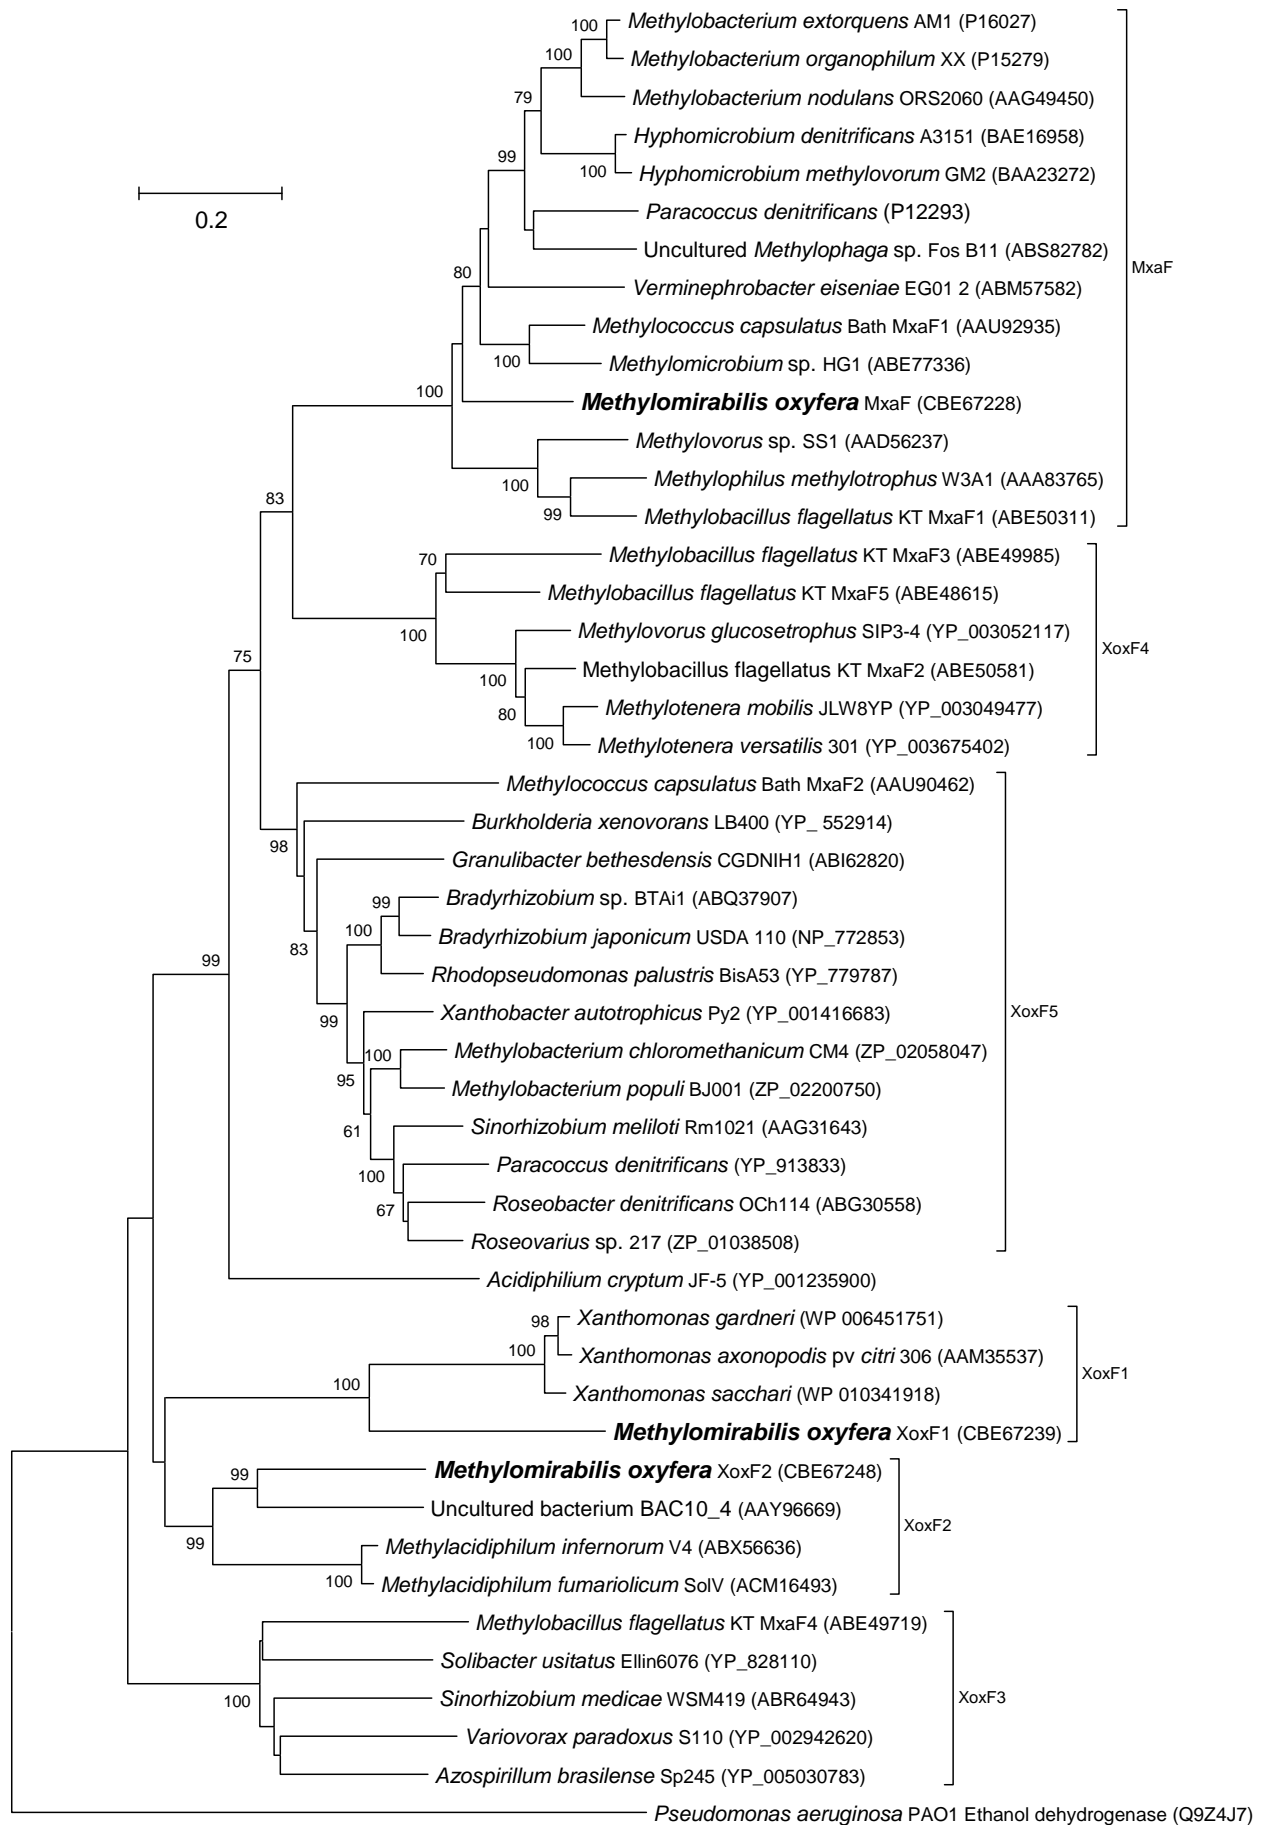 Methylobacterium extorquens AM1 (P16027)
100
Methylobacterium organophilum XX (P15279)
100
Methylobacterium nodulans ORS2060 (AAG49450)
79
Hyphomicrobium denitrificans A3151 (BAE16958)
99
Hyphomicrobium methylovorum GM2 (BAA23272)
100
0.2
Paracoccus denitrificans (P12293)
Uncultured Methylophaga sp. Fos B11 (ABS82782)
MxaF
80
Verminephrobacter eiseniae EG01 2 (ABM57582)
Methylococcus capsulatus Bath MxaF1 (AAU92935)
100
Methylomicrobium sp. HG1 (ABE77336)
100
Methylomirabilis oxyfera MxaF (CBE67228)
Methylovorus sp. SS1 (AAD56237)
100
Methylophilus methylotrophus W3A1 (AAA83765)
83
99
Methylobacillus flagellatus KT MxaF1 (ABE50311)
70
Methylobacillus flagellatus KT MxaF3 (ABE49985)
Methylobacillus flagellatus KT MxaF5 (ABE48615)
100
Methylovorus glucosetrophus SIP3-4 (YP_003052117)
XoxF4
75
100
Methylobacillus flagellatus KT MxaF2 (ABE50581)
80
Methylotenera mobilis JLW8YP (YP_003049477)
100
Methylotenera versatilis 301 (YP_003675402)
Methylococcus capsulatus Bath MxaF2 (AAU90462)
98
Burkholderia xenovorans LB400 (YP_ 552914)
Granulibacter bethesdensis CGDNIH1 (ABI62820)
99
Bradyrhizobium sp. BTAi1 (ABQ37907)
100
83
Bradyrhizobium japonicum USDA 110 (NP_772853)
99
Rhodopseudomonas palustris BisA53 (YP_779787)
99
Xanthobacter autotrophicus Py2 (YP_001416683)
XoxF5
100
Methylobacterium chloromethanicum CM4 (ZP_02058047)
95
Methylobacterium populi BJ001 (ZP_02200750)
61
Sinorhizobium meliloti Rm1021 (AAG31643)
100
Paracoccus denitrificans (YP_913833)
67
Roseobacter denitrificans OCh114 (ABG30558)
Roseovarius sp. 217 (ZP_01038508)
Acidiphilium cryptum JF-5 (YP_001235900)
98
Xanthomonas gardneri (WP 006451751)
100
Xanthomonas axonopodis pv citri 306 (AAM35537)
XoxF1
100
Xanthomonas sacchari (WP 010341918)
Methylomirabilis oxyfera XoxF1 (CBE67239)
99
Methylomirabilis oxyfera XoxF2 (CBE67248)
Uncultured bacterium BAC10_4 (AAY96669)
XoxF2
99
Methylacidiphilum infernorum V4 (ABX56636)
100
Methylacidiphilum fumariolicum SolV (ACM16493)
Methylobacillus flagellatus KT MxaF4 (ABE49719)
Solibacter usitatus Ellin6076 (YP_828110)
100
Sinorhizobium medicae WSM419 (ABR64943)
XoxF3
Variovorax paradoxus S110 (YP_002942620)
Azospirillum brasilense Sp245 (YP_005030783)
Pseudomonas aeruginosa PAO1 Ethanol dehydrogenase (Q9Z4J7)